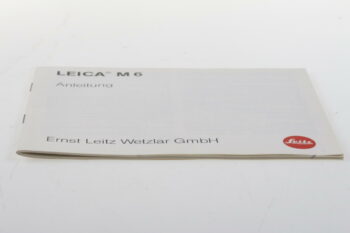 LEICA® M6
Anleitung
Ernst Leitz Wetzlar GmbH
Leitz